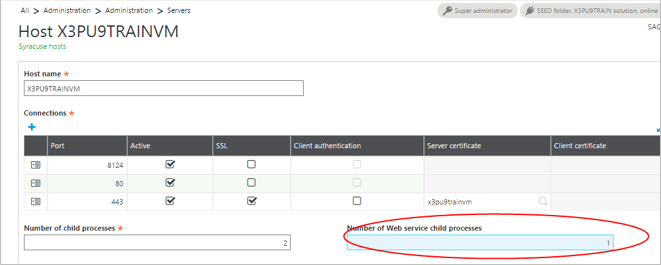 All > Administration > Administration > Servers
Super administrator
SEED folder, X3PU9TRAIN solution, online
Host X3PU9TRAINVM
SAG
Syracuse hosts
Host name *
X3PU9TRAINVM
Connections *
Port Active SSL Client authentication Server certificate Client certificate
8124
80
443 x3pu9trainvm
Number of child processes * Number of Web service child processes
2 1